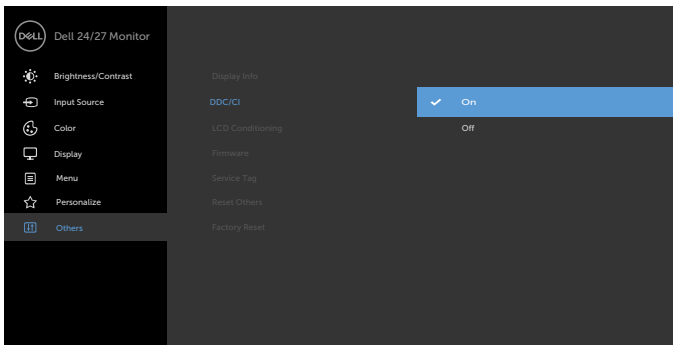 DELL Dell 24/27 Monitor
Brightness/Contrast
Display Info
Input Source
DDC/CI
On
Color
LCD Conditioning
Off
Display
Firmware
Menu
Service Tag
Personalize
Reset Others
Others
Factory Reset